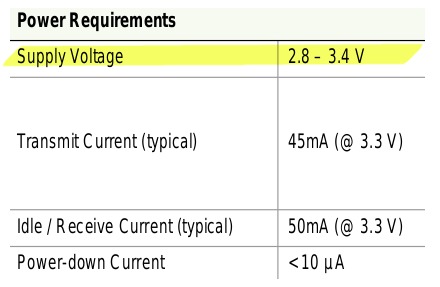 Power Requirements
Supply Voltage 2.8 – 3.4 V
Transmit Current (typical) 45mA (@ 3.3 V)
Idle / Receive Current (typical) 50mA (@ 3.3 V)
Power-down Current <10 µA